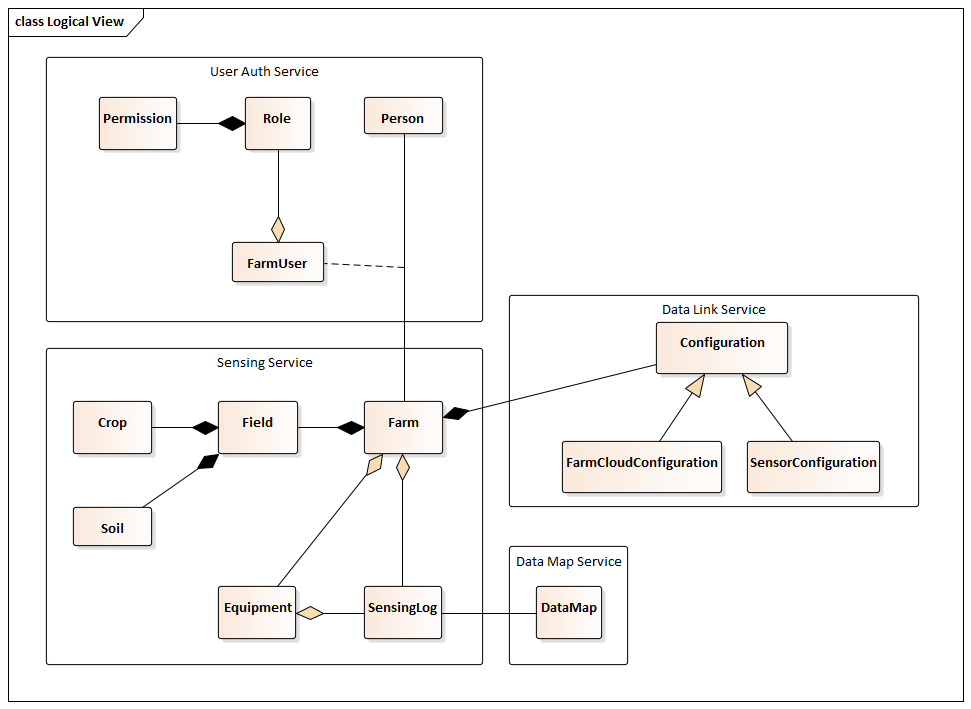 class Logical View
User Auth Service
Permission
Role
Person
FarmUser
Data Link Service
Configuration
FarmCloudConfiguration
SensorConfiguration
Sensing Service
Crop
Field
Farm
Soil
Equipment
SensingLog
Data Map Service
DataMap